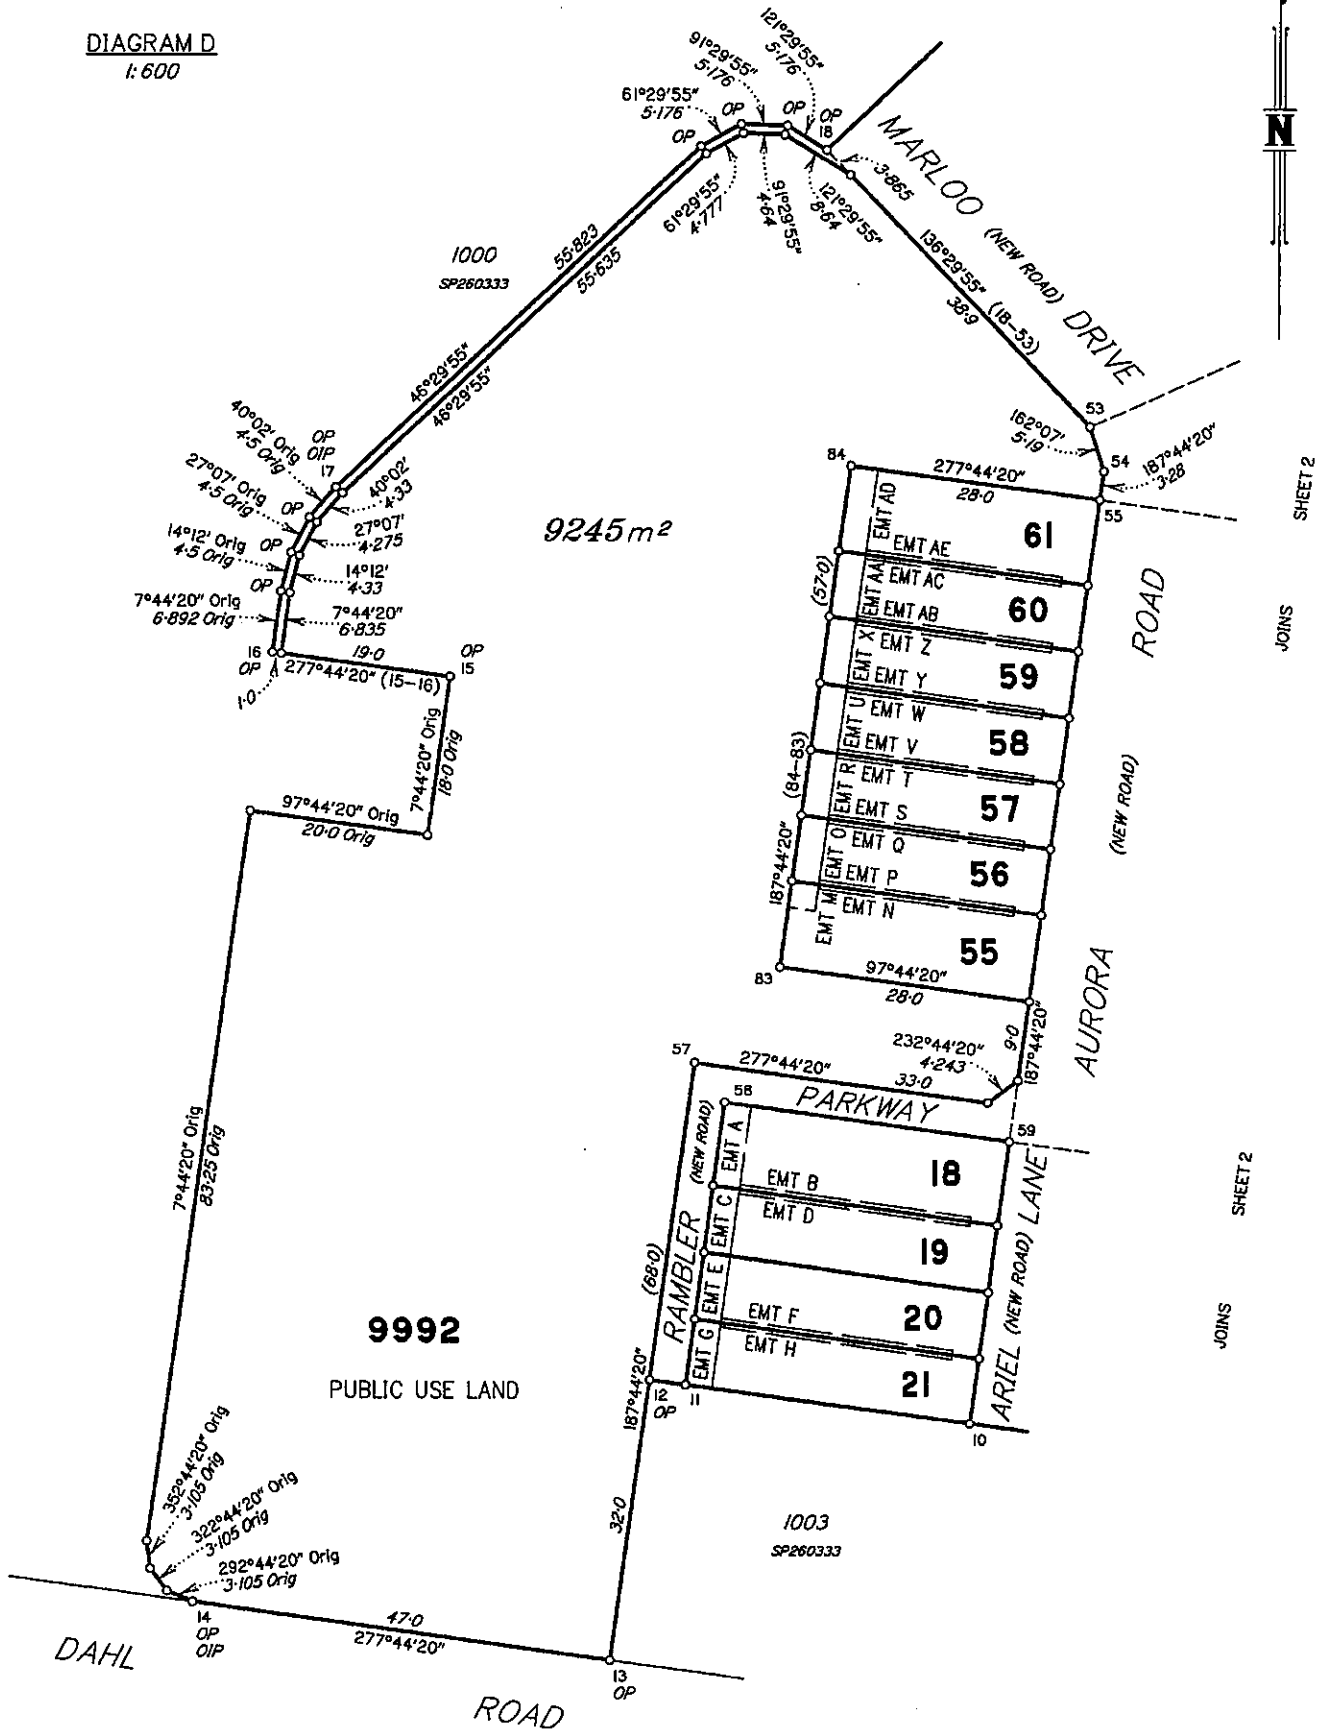 DIAGRAM D
1:600
N
121°29'55"
5·176
91°29'55"
5·176
61°29'55"
5·176
OP
OP
OP
18
OP
MARLOO (NEW ROAD) DRIVE
3·865
121°29'55"
8·64
91°29'55"
4·64
61°29'55"
4·777
136°29'55" (18–53)
38·9
1000
SP260333
55·823
55·635
46°29'55"
46°29'55"
40°02' Orig
4·5 Orig
OP
OIP
17
27°07' Orig
4·5 Orig
OP
40°02'
4·33
14°12' Orig
4·5 Orig
OP
27°07'
4·275
OP
14°12'
4·33
7°44'20" Orig
6·892 Orig
7°44'20"
6·835
16
OP
1·0
19·0
277°44'20" (15–16)
OP
15
7°44'20" Orig
18·0 Orig
97°44'20" Orig
20·0 Orig
9245m²
53
162°07'
5·19
54
187°44'20"
3·28
55
84
277°44'20"
28·0
SHEET 2
JOINS
EMT AD
61
EMT AE
EMT AC
EMT AA
60
EMT AB
EMT Z
EMT X
59
EMT Y
EMT W
EMT U
58
EMT V
EMT T
EMT R
57
EMT S
EMT Q
EMT O
56
EMT P
EMT N
EMT M
55
(57·0)
(84–83)
187°44'20"
83
97°44'20"
28·0
ROAD
(NEW ROAD)
AURORA
9·0
187°44'20"
232°44'20"
4·243
57
277°44'20"
33·0
PARKWAY
58
59
(NEW ROAD)
RAMBLER
EMT A
18
EMT B
EMT D
EMT C
19
EMT E
20
EMT F
EMT H
EMT G
21
ARIEL (NEW ROAD) LANE
SHEET 2
JOINS
(68·0)
187°44'20"
12
OP
11
10
7°44'20" Orig
83·25 Orig
9992
PUBLIC USE LAND
352°44'20" Orig
3·105 Orig
322°44'20" Orig
3·105 Orig
292°44'20" Orig
3·105 Orig
32·0
1003
SP260333
14
OP
OIP
47·0
277°44'20"
13
OP
DAHL
ROAD